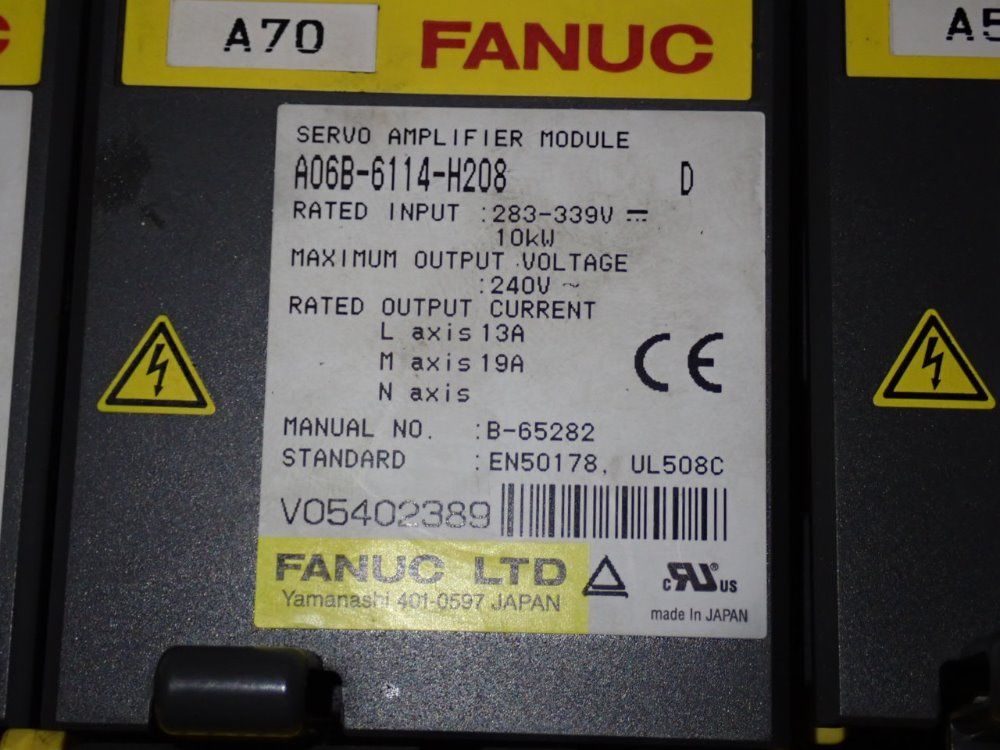 A70
FANUC
A5
SERVO AMPLIFIER MODULE
A06B-6114-H208 D
RATED INPUT :283-339V ⎓
10kW
MAXIMUM OUTPUT VOLTAGE
:240V ~
RATED OUTPUT CURRENT
L axis 13A
M axis 19A
N axis
CE
MANUAL NO. :B-65282
STANDARD :EN50178, UL508C
V05402389
FANUC LTD
Yamanashi 401-0597 JAPAN
c RU ® US
made in JAPAN